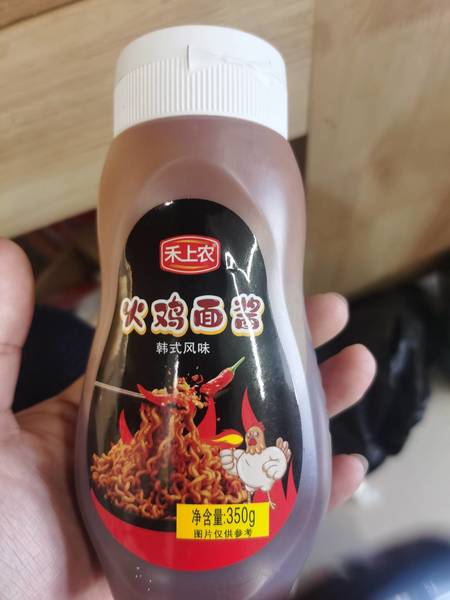 禾上农
火鸡面酱
韩式风味
净含量:350g
图片仅供参考